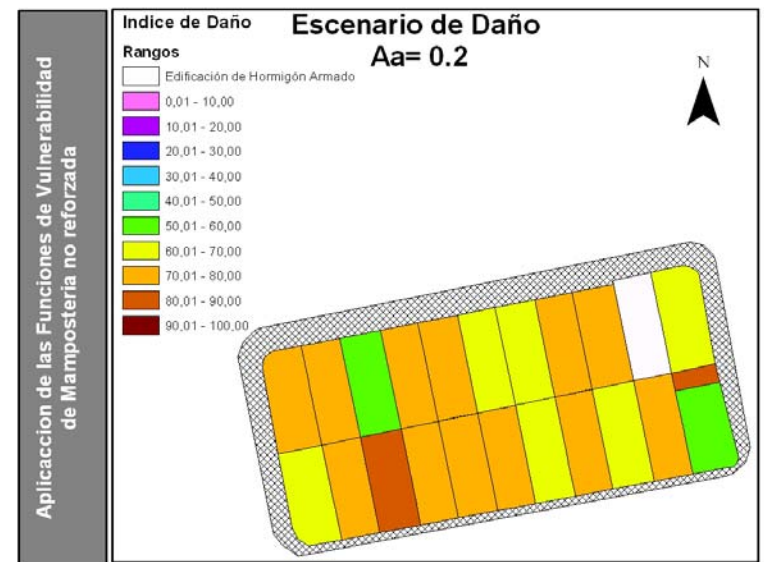 Aplicaccion de las Funciones de Vulnerabilidad
de Mampostería no reforzada
Indice de Daño
Escenario de Daño
Aa= 0.2
Rangos
Edificación de Hormigón Armado
0,01 - 10,00
10,01 - 20,00
20,01 - 30,00
30,01 - 40,00
40,01 - 50,00
50,01 - 60,00
60,01 - 70,00
70,01 - 80,00
80,01 - 90,00
90,01 - 100,00
N